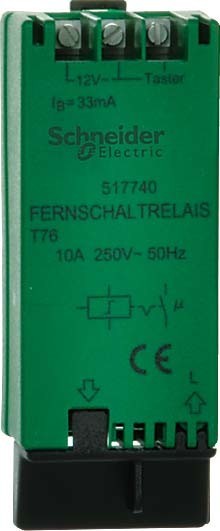 12V~ Taster
IB=33mA
Schneider
Electric
517740
FERNSCHALTRELAIS
T76
10A 250V~ 50Hz
μ
CE
L